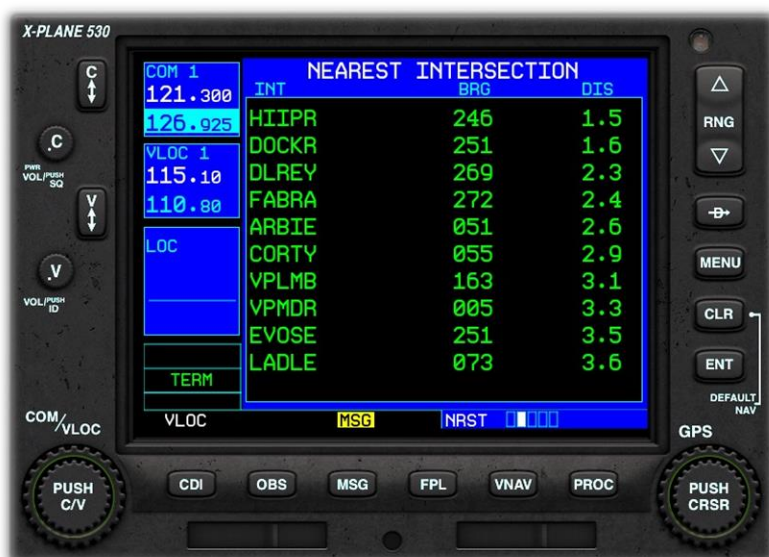 X-PLANE 530
C
.C
PWR
VOL/PUSH
SQ
V
.V
VOL/PUSH
ID
COM/VLOC
PUSH
C/V
COM 1
121.300
126.925
VLOC 1
115.10
110.80
LOC
TERM
VLOC
NEAREST INTERSECTION
INT BRG DIS
HIIPR 246 1.5
DOCKR 251 1.6
DLREY 269 2.3
FABRA 272 2.4
ARBIE 051 2.6
CORTY 055 2.9
VPLMB 163 3.1
VPMDR 005 3.3
EVOSE 251 3.5
LADLE 073 3.6
MSG
NRST
CDI OBS MSG FPL VNAV PROC
RNG
D
MENU
CLR
ENT
DEFAULT
NAV
GPS
PUSH
CRSR